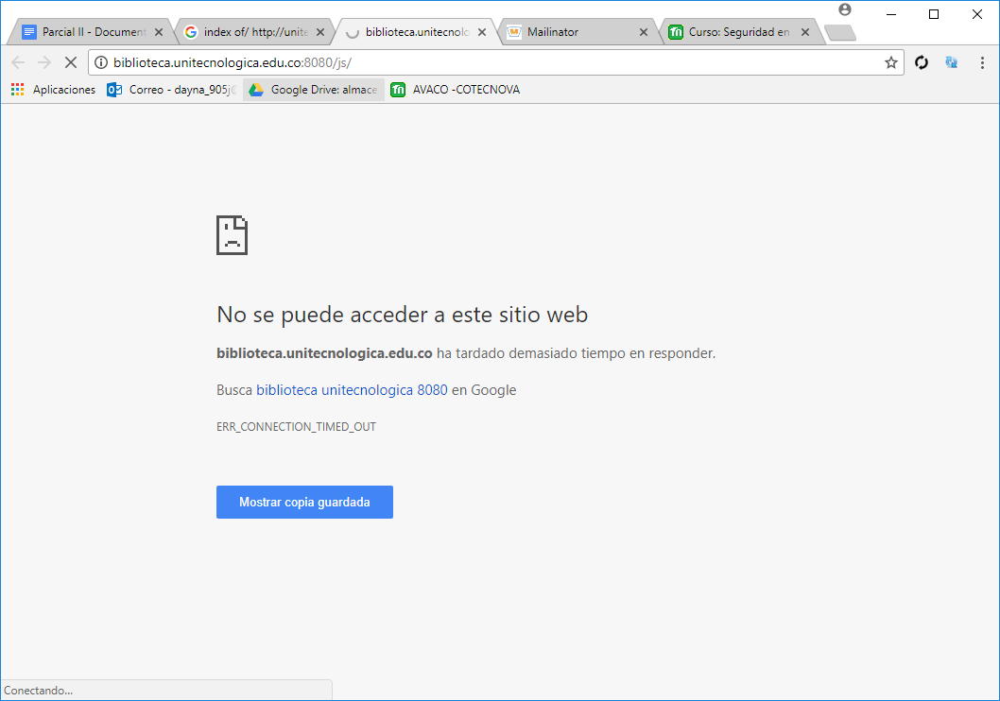 Parcial II - Document
index of/ http://unite
biblioteca.unitecnolo
Mailinator
Curso: Seguridad en
biblioteca.unitecnologica.edu.co:8080/js/
Aplicaciones
Correo - dayna_905j@
Google Drive: almace
AVACO -COTECNOVA
No se puede acceder a este sitio web
biblioteca.unitecnologica.edu.co ha tardado demasiado tiempo en responder.
Busca biblioteca unitecnologica 8080 en Google
ERR_CONNECTION_TIMED_OUT
Mostrar copia guardada
Conectando...